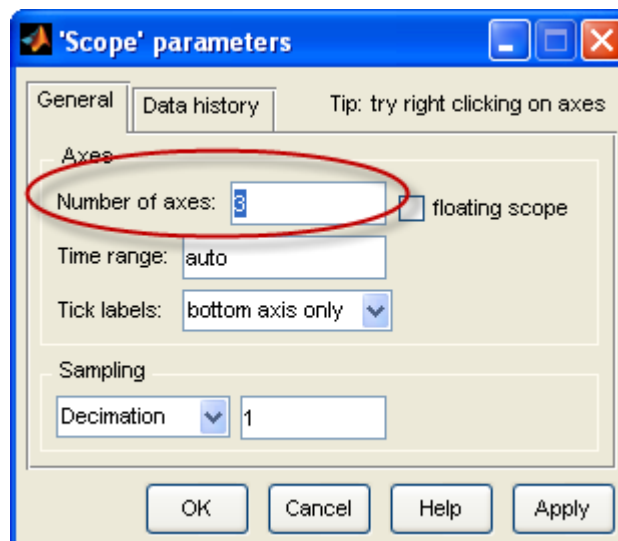 'Scope' parameters
General Data history Tip: try right clicking on axes
Axes
Number of axes: 3 floating scope
Time range: auto
Tick labels: bottom axis only
Sampling
Decimation 1
OK Cancel Help Apply